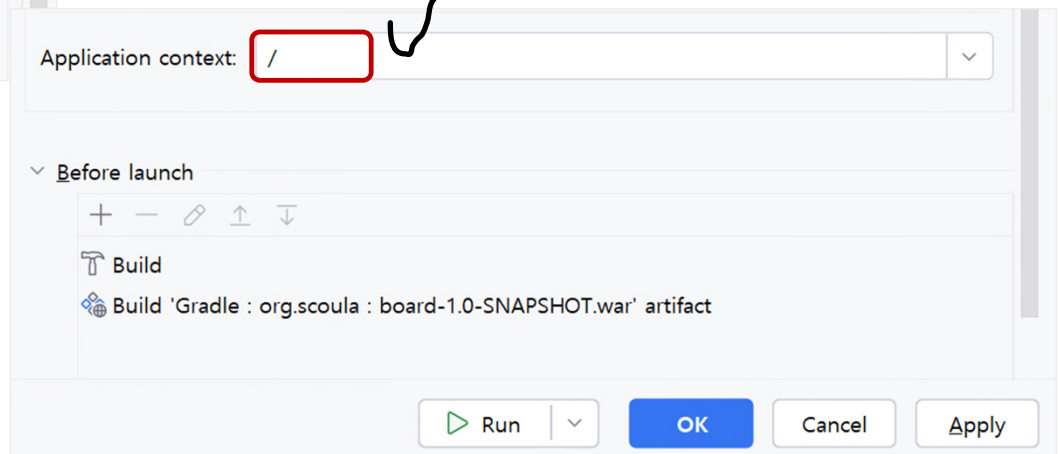 Application context: /
Before launch
Build
Build 'Gradle : org.scoula : board-1.0-SNAPSHOT.war' artifact
Run OK Cancel Apply